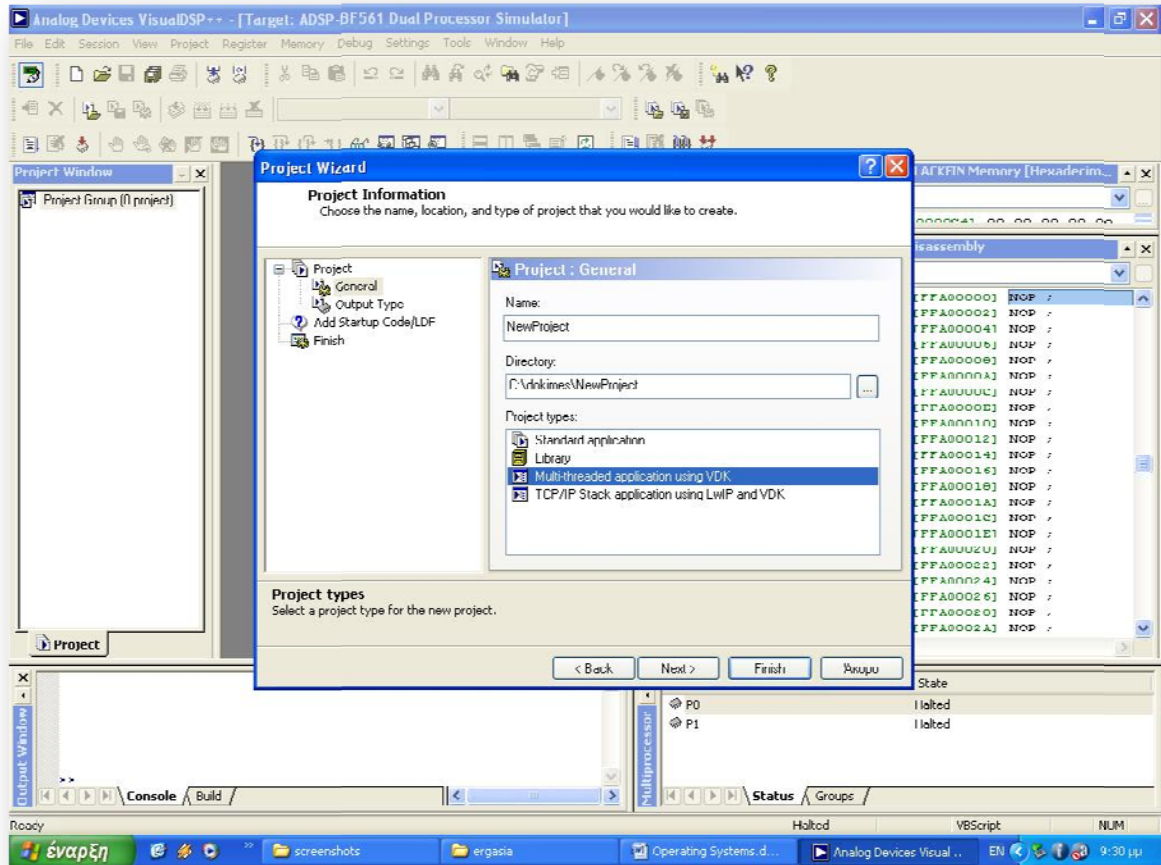 Analog Devices VisualDSP++ - [Target: ADSP-BF561 Dual Processor Simulator]
File Edit Session View Project Register Memory Debug Settings Tools Window Help
Project Window
Project Group (0 project)
Project
Project Wizard
Project Information
Choose the name, location, and type of project that you would like to create.
Project
General
Output Type
Add Startup Code/LDF
Finish
Project : General
Name:
NewProject
Directory:
C:\dokimes\NewProject
...
Project types:
Standard application
Library
Multi-threaded application using VDK
TCP/IP Stack application using LwIP and VDK
Project types
Select a project type for the new project.
< Back
Next >
Finish
Άκυρο
Memory [Hexadecim...
[FFA00000] NOP ;
[FFA00002] NOP ;
[FFA00004] NOP ;
[FFA00006] NOP ;
[FFA00008] NOP ;
[FFA0000A] NOP ;
[FFA0000C] NOP ;
[FFA0000E] NOP ;
[FFA00010] NOP ;
[FFA00012] NOP ;
[FFA00014] NOP ;
[FFA00016] NOP ;
[FFA00018] NOP ;
[FFA0001A] NOP ;
[FFA0001C] NOP ;
[FFA0001E] NOP ;
[FFA00020] NOP ;
[FFA00022] NOP ;
[FFA00024] NOP ;
[FFA00026] NOP ;
[FFA00028] NOP ;
[FFA0002A] NOP ;
Output Window
>>
Console
Build
Multiprocessor
State
P0 Halted
P1 Halted
Status
Groups
Ready
Halted
VBScript
NUM
έναρξη
screenshots
ergasia
Operating Systems.d...
Analog Devices Visual ...
EN
9:30 μμ